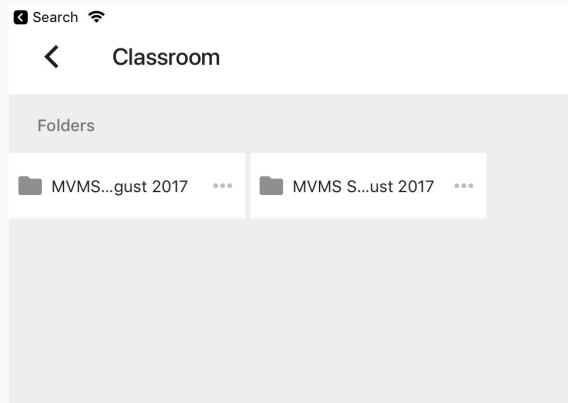 Search
Classroom
Folders
MVMS...gust 2017
MVMS S...ust 2017